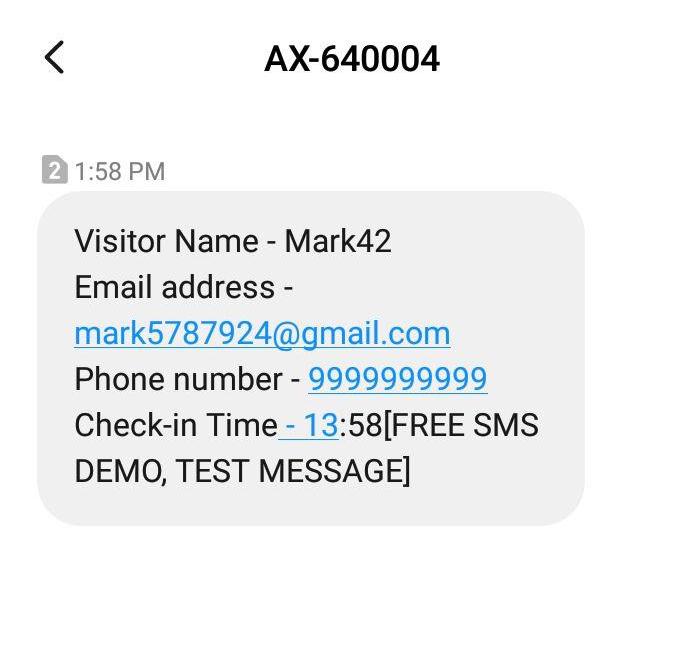 AX-640004
2 1:58 PM
Visitor Name - Mark42
Email address -
mark5787924@gmail.com
Phone number - 9999999999
Check-in Time - 13:58[FREE SMS
DEMO, TEST MESSAGE]